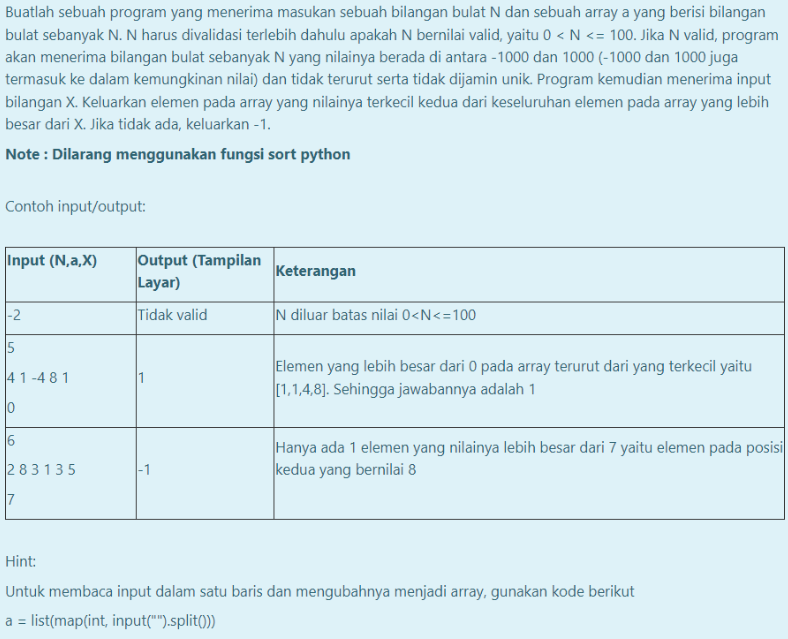 Buatlah sebuah program yang menerima masukan sebuah bilangan bulat N dan sebuah array a yang berisi bilangan
bulat sebanyak N. N harus divalidasi terlebih dahulu apakah N bernilai valid, yaitu 0 < N <= 100. Jika N valid, program
akan menerima bilangan bulat sebanyak N yang nilainya berada di antara -1000 dan 1000 (-1000 dan 1000 juga
termasuk ke dalam kemungkinan nilai) dan tidak terurut serta tidak dijamin unik. Program kemudian menerima input
bilangan X. Keluarkan elemen pada array yang nilainya terkecil kedua dari keseluruhan elemen pada array yang lebih
besar dari X. Jika tidak ada, keluarkan -1.
Note : Dilarang menggunakan fungsi sort python
Contoh input/output:
Input (N,a,X)
Output (Tampilan
Layar)
Keterangan
-2
Tidak valid
N diluar batas nilai 0<N<=100
5
4 1 -4 8 1
0
1
Elemen yang lebih besar dari 0 pada array terurut dari yang terkecil yaitu
[1,1,4,8]. Sehingga jawabannya adalah 1
6
2 8 3 1 3 5
7
-1
Hanya ada 1 elemen yang nilainya lebih besar dari 7 yaitu elemen pada posisi
kedua yang bernilai 8
Hint:
Untuk membaca input dalam satu baris dan mengubahnya menjadi array, gunakan kode berikut
a = list(map(int, input("").split()))